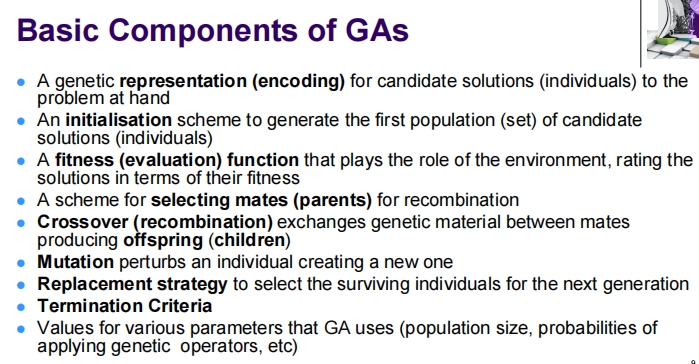 Basic Components of GAs
● A genetic representation (encoding) for candidate solutions (individuals) to the
problem at hand
● An initialisation scheme to generate the first population (set) of candidate
solutions (individuals)
● A fitness (evaluation) function that plays the role of the environment, rating the
solutions in terms of their fitness
● A scheme for selecting mates (parents) for recombination
● Crossover (recombination) exchanges genetic material between mates
producing offspring (children)
● Mutation perturbs an individual creating a new one
● Replacement strategy to select the surviving individuals for the next generation
● Termination Criteria
● Values for various parameters that GA uses (population size, probabilities of
applying genetic operators, etc)